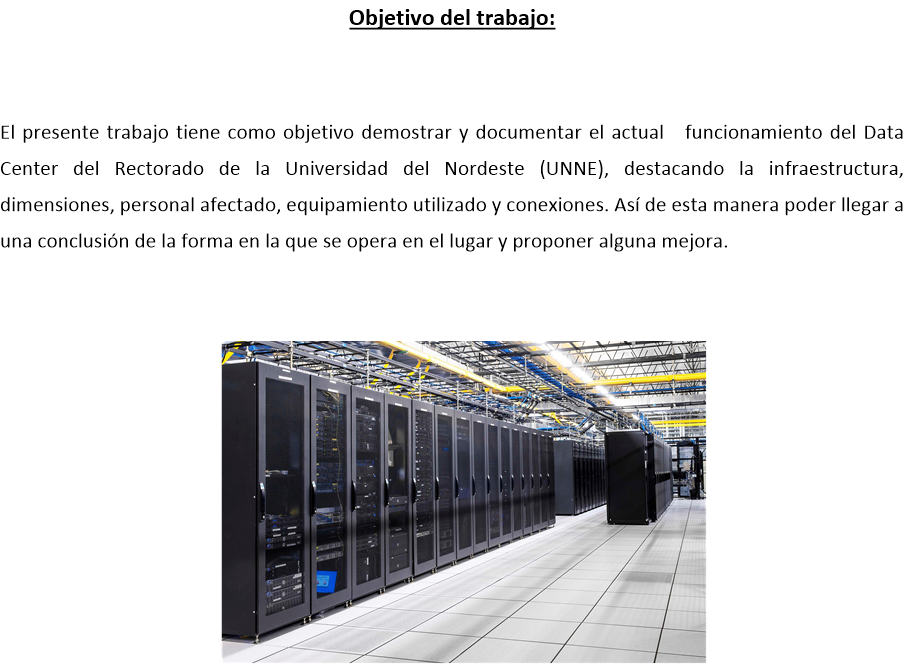 Objetivo del trabajo:
El presente trabajo tiene como objetivo demostrar y documentar el actual  funcionamiento del Data
Center del Rectorado de la Universidad del Nordeste (UNNE), destacando la infraestructura,
dimensiones, personal afectado, equipamiento utilizado y conexiones. Así de esta manera poder llegar a
una conclusión de la forma en la que se opera en el lugar y proponer alguna mejora.